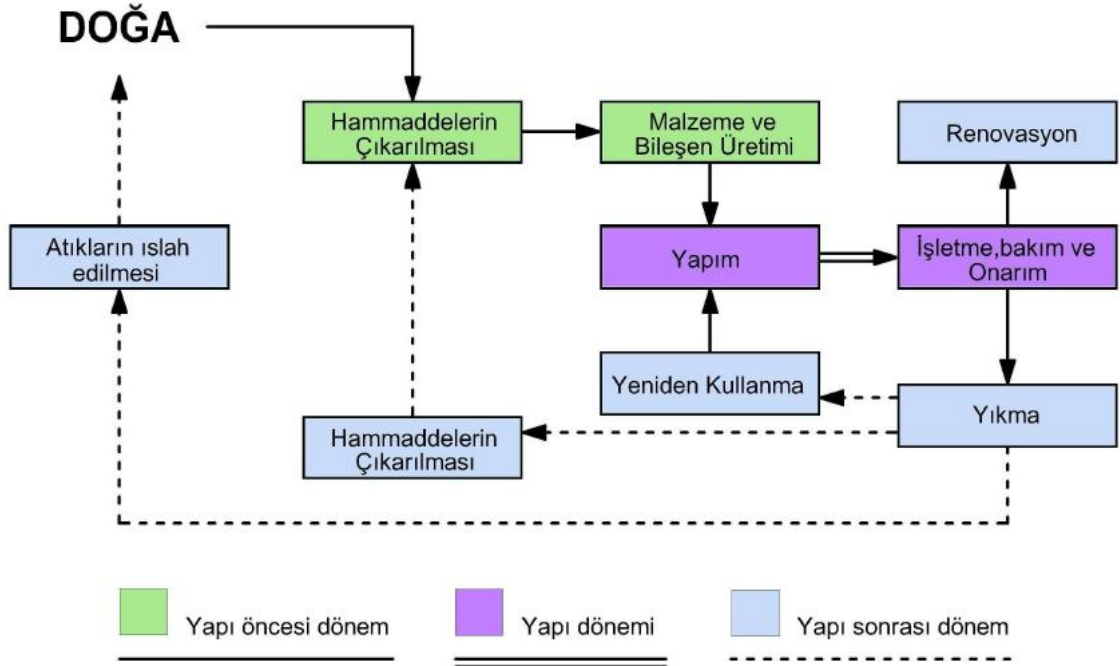 DOĞA
Hammaddelerin
Çıkarılması
Malzeme ve
Bileşen Üretimi
Renovasyon
Atıkların ıslah
edilmesi
Yapım
İşletme,bakım ve
Onarım
Yeniden Kullanma
Yıkma
Hammaddelerin
Çıkarılması
Yapı öncesi dönem
Yapı dönemi
Yapı sonrası dönem